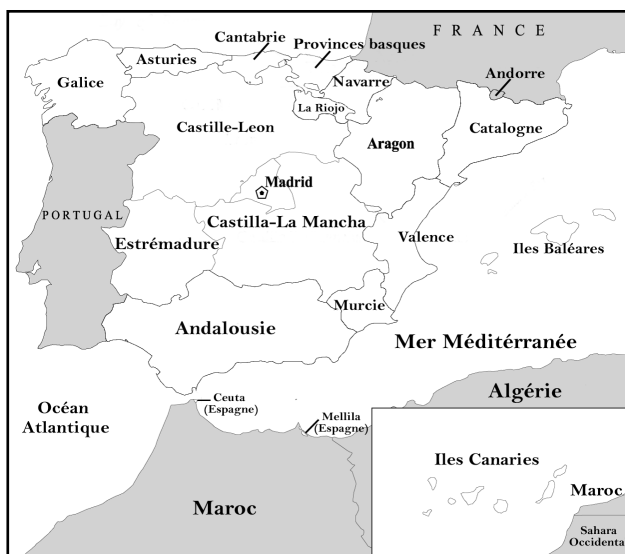 FRANCE
Cantabrie
Provinces basques
Asturies
Navarre
Andorre
Galice
La Riojo
Castille-Leon
Aragon
Catalogne
Madrid
PORTUGAL
Castilla-La Mancha
Estrémadure
Valence
Iles Baléares
Murcie
Andalousie
Mer Méditérranée
Ceuta
(Espagne)
Algérie
Océan
Atlantique
Mellila
(Espagne)
Iles Canaries
Maroc
Maroc
Sahara
Occidenta